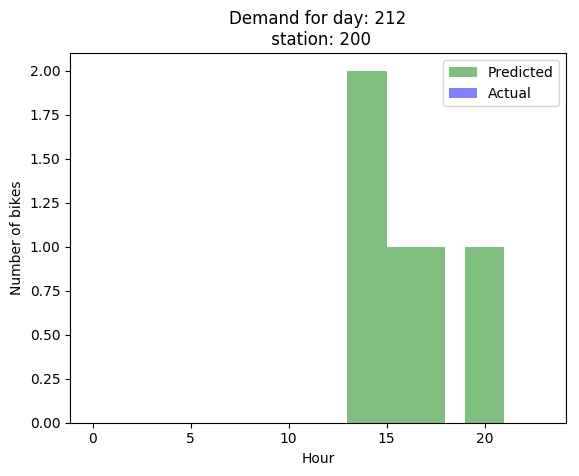 Demand for day: 212
station: 200
Predicted
Actual
2.00
1.75
1.50
1.25
1.00
0.75
0.50
0.25
0.00
Number of bikes
0 5 10 15 20
Hour